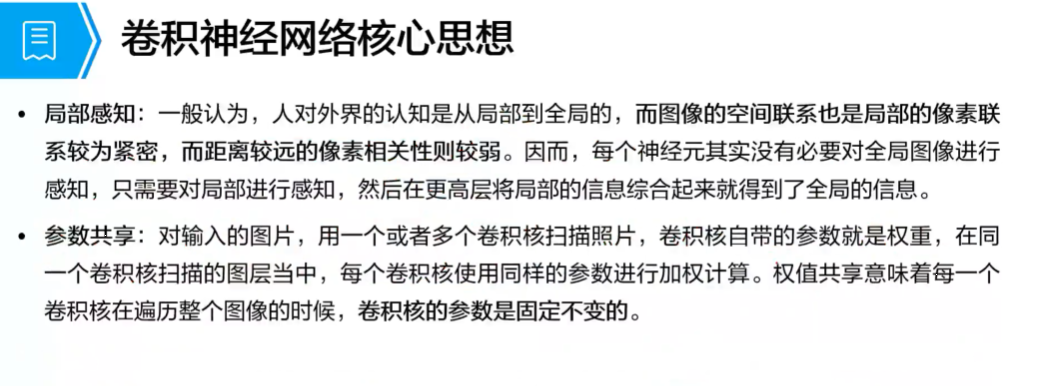 卷积神经网络核心思想
• 局部感知：一般认为，人对外界的认知是从局部到全局的，而图像的空间联系也是局部的像素联
系较为紧密，而距离较远的像素相关性则较弱。因而，每个神经元其实没有必要对全局图像进行
感知，只需要对局部进行感知，然后在更高层将局部的信息综合起来就得到了全局的信息。
• 参数共享：对输入的图片，用一个或者多个卷积核扫描照片，卷积核自带的参数就是权重，在同
一个卷积核扫描的图层当中，每个卷积核使用同样的参数进行加权计算。权值共享意味着每一个
卷积核在遍历整个图像的时候，卷积核的参数是固定不变的。